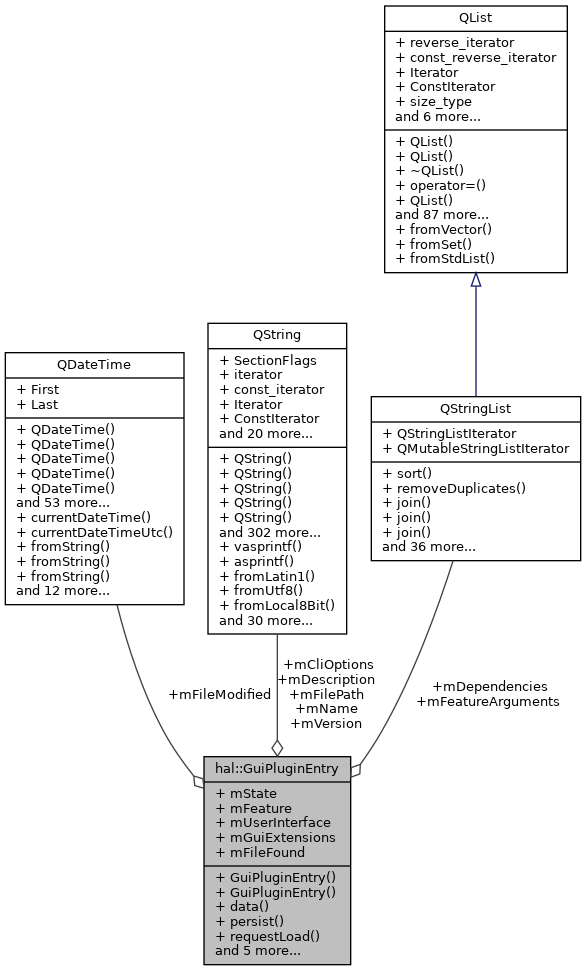 QList
+ reverse_iterator
+ const_reverse_iterator
+ Iterator
+ ConstIterator
+ size_type
and 6 more...
+ QList()
+ QList()
+ ~QList()
+ operator=()
+ QList()
and 87 more...
+ fromVector()
+ fromSet()
+ fromStdList()
QDateTime
+ First
+ Last
+ QDateTime()
+ QDateTime()
+ QDateTime()
+ QDateTime()
+ QDateTime()
and 53 more...
+ currentDateTime()
+ currentDateTimeUtc()
+ fromString()
+ fromString()
+ fromString()
and 12 more...
QString
+ SectionFlags
+ iterator
+ const_iterator
+ Iterator
+ ConstIterator
and 20 more...
+ QString()
+ QString()
+ QString()
+ QString()
+ QString()
and 302 more...
+ vasprintf()
+ asprintf()
+ fromLatin1()
+ fromUtf8()
+ fromLocal8Bit()
and 30 more...
QStringList
+ QStringListIterator
+ QMutableStringListIterator
+ sort()
+ removeDuplicates()
+ join()
+ join()
+ join()
and 36 more...
+mFileModified
+mCliOptions
+mDescription
+mFilePath
+mName
+mVersion
+mDependencies
+mFeatureArguments
hal::GuiPluginEntry
+ mState
+ mFeature
+ mUserInterface
+ mGuiExtensions
+ mFileFound
+ GuiPluginEntry()
+ GuiPluginEntry()
+ data()
+ persist()
+ requestLoad()
and 5 more...